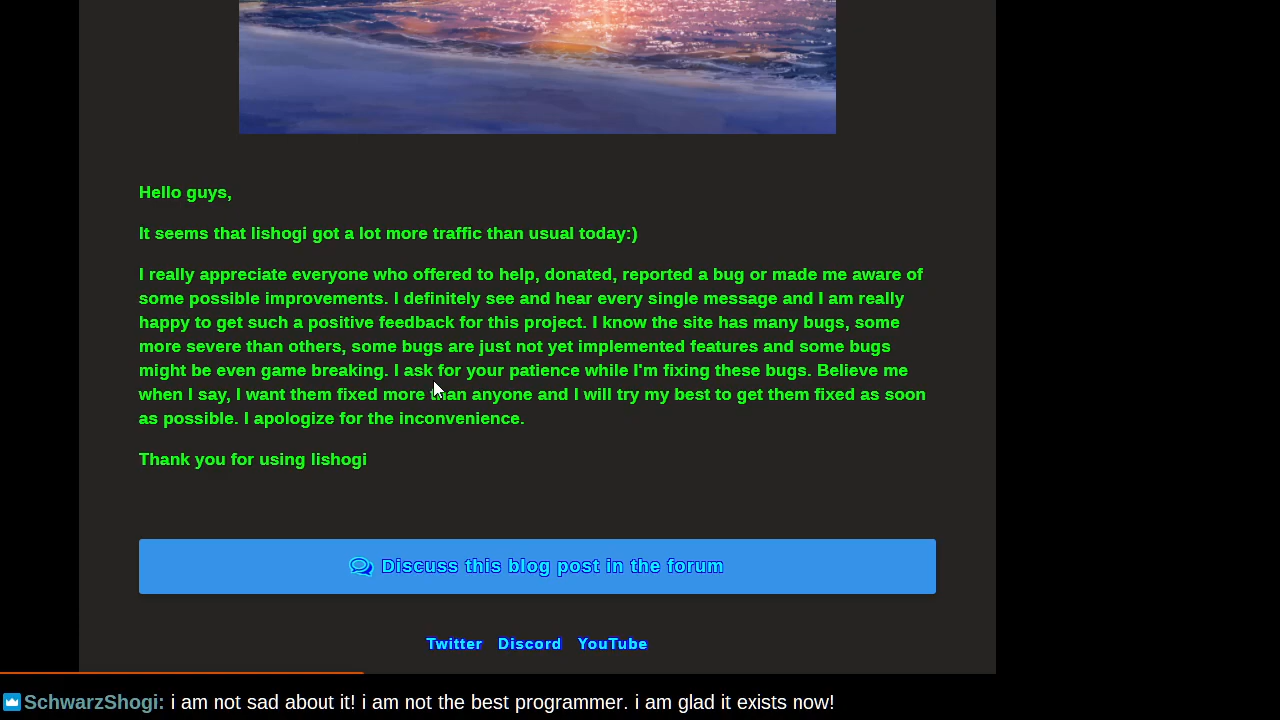 Hello guys,
It seems that lishogi got a lot more traffic than usual today:)
I really appreciate everyone who offered to help, donated, reported a bug or made me aware of
some possible improvements. I definitely see and hear every single message and I am really
happy to get such a positive feedback for this project. I know the site has many bugs, some
more severe than others, some bugs are just not yet implemented features and some bugs
might be even game breaking. I ask for your patience while I'm fixing these bugs. Believe me
when I say, I want them fixed more than anyone and I will try my best to get them fixed as soon
as possible. I apologize for the inconvenience.
Thank you for using lishogi
Discuss this blog post in the forum
Twitter Discord YouTube
SchwarzShogi: i am not sad about it! i am not the best programmer. i am glad it exists now!